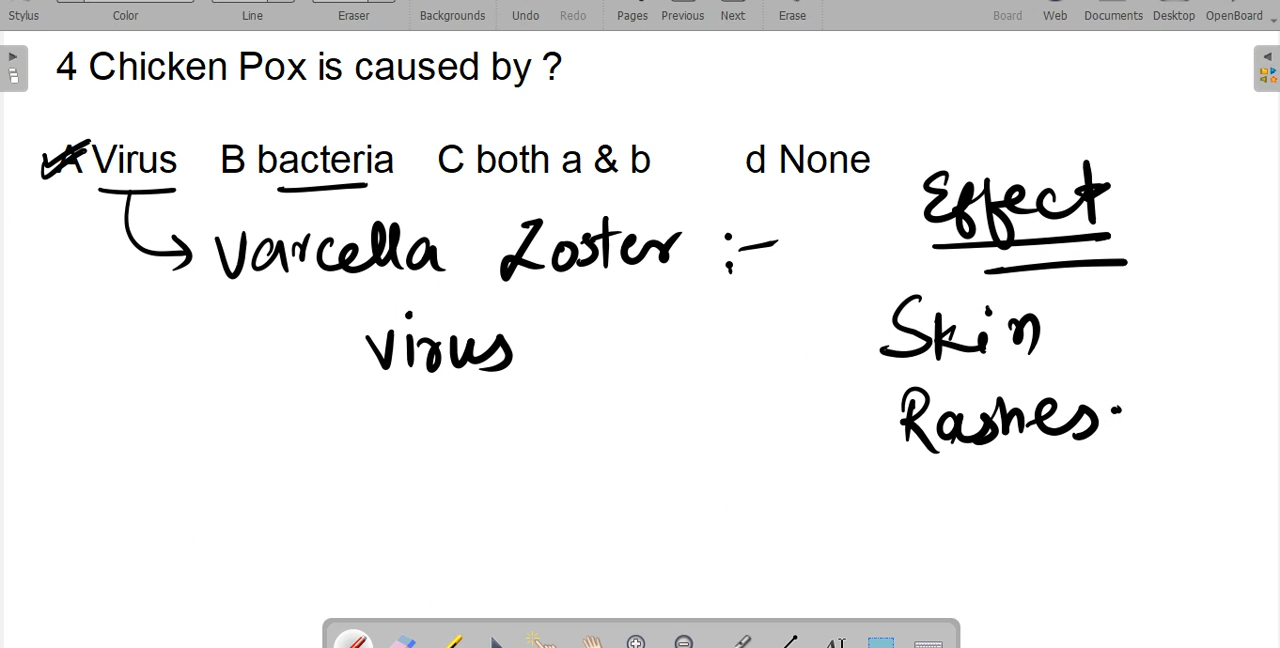 Stylus Color Line Eraser Backgrounds Undo Redo Pages Previous Next Erase Board Web Documents Desktop OpenBoard
4 Chicken Pox is caused by ?
A Virus B bacteria C both a & b d None
Effect
Varcella Zoster :-
Skin
virus
Rashes.